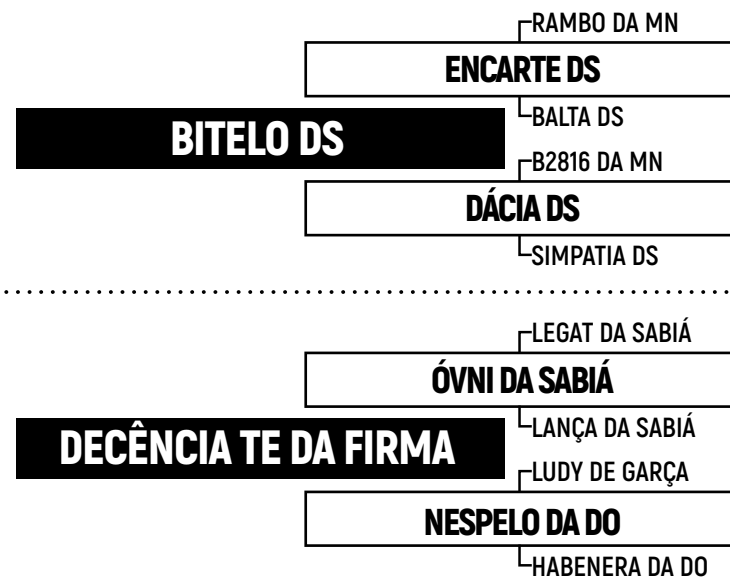 RAMBO DA MN
ENCARTE DS
BALTA DS
BITELO DS
B2816 DA MN
DÁCIA DS
SIMPATIA DS
LEGAT DA SABIÁ
ÓVNI DA SABIÁ
LANÇA DA SABIÁ
DECÊNCIA TE DA FIRMA
LUDY DE GARÇA
NESPELO DA DO
HABENERA DA DO